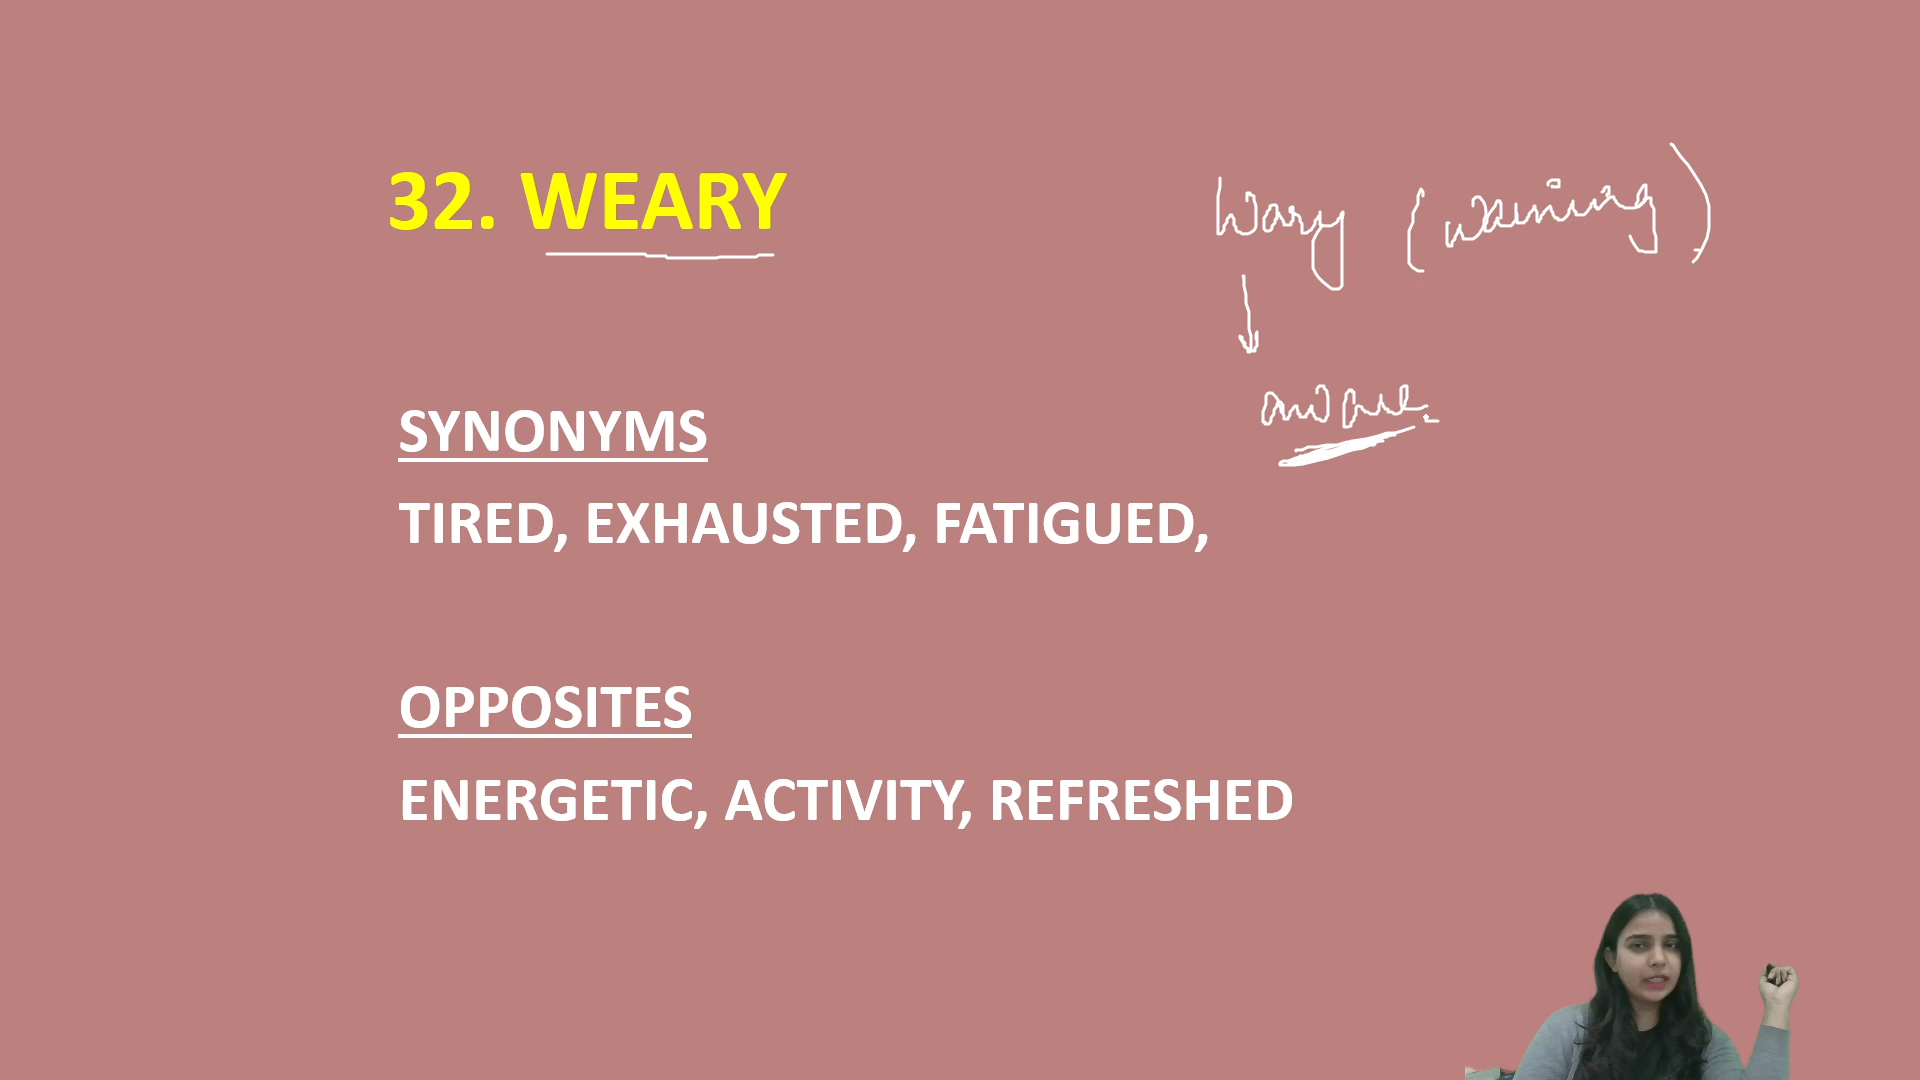 32. WEARY
Wary (warning)
aware.
SYNONYMS
TIRED, EXHAUSTED, FATIGUED,
OPPOSITES
ENERGETIC, ACTIVITY, REFRESHED